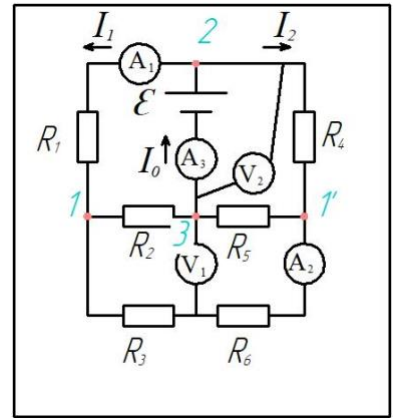 I₁ 2 I₂
A₁
ε
R₁ I₀ A₃ V₂ R₄
1 R₂ 3 R₅ 1'
V₁ A₂
R₃ R₆